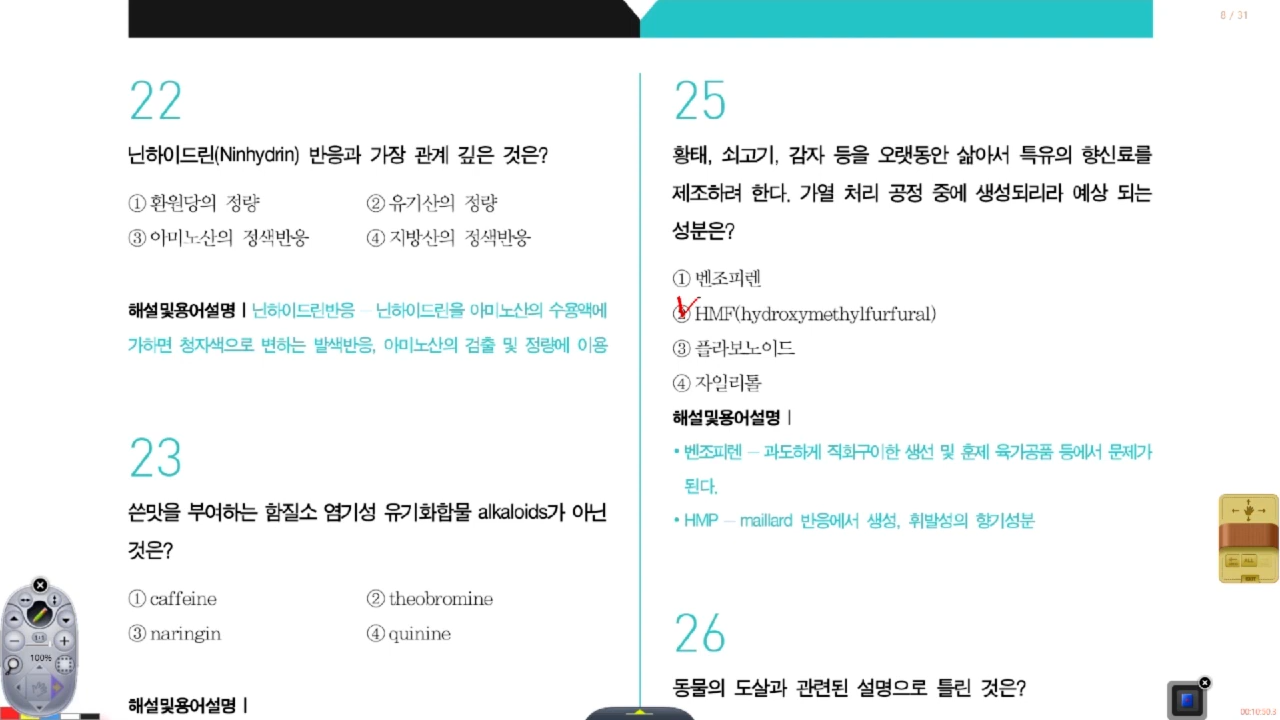 8 / 31
22
닌하이드린(Ninhydrin) 반응과 가장 관계 깊은 것은?
① 환원당의 정량 ② 유기산의 정량
③ 아미노산의 정색반응 ④ 지방산의 정색반응
해설및용어설명 | 닌하이드린반응 – 닌하이드린을 아미노산의 수용액에
가하면 청자색으로 변하는 발색반응, 아미노산의 검출 및 정량에 이용
23
쓴맛을 부여하는 함질소 염기성 유기화합물 alkaloids가 아닌
것은?
① caffeine ② theobromine
③ naringin ④ quinine
해설및용어설명 |
25
황태, 쇠고기, 감자 등을 오랫동안 삶아서 특유의 향신료를
제조하려 한다. 가열 처리 공정 중에 생성되리라 예상 되는
성분은?
① 벤조피렌
② HMF(hydroxymethylfurfural)
③ 플라보노이드
④ 자일리톨
해설및용어설명 |
• 벤조피렌 – 과도하게 직화구이한 생선 및 훈제 육가공품 등에서 문제가
된다.
• HMP – maillard 반응에서 생성, 휘발성의 향기성분
26
동물의 도살과 관련된 설명으로 틀린 것은?
100%
00:10:50.3